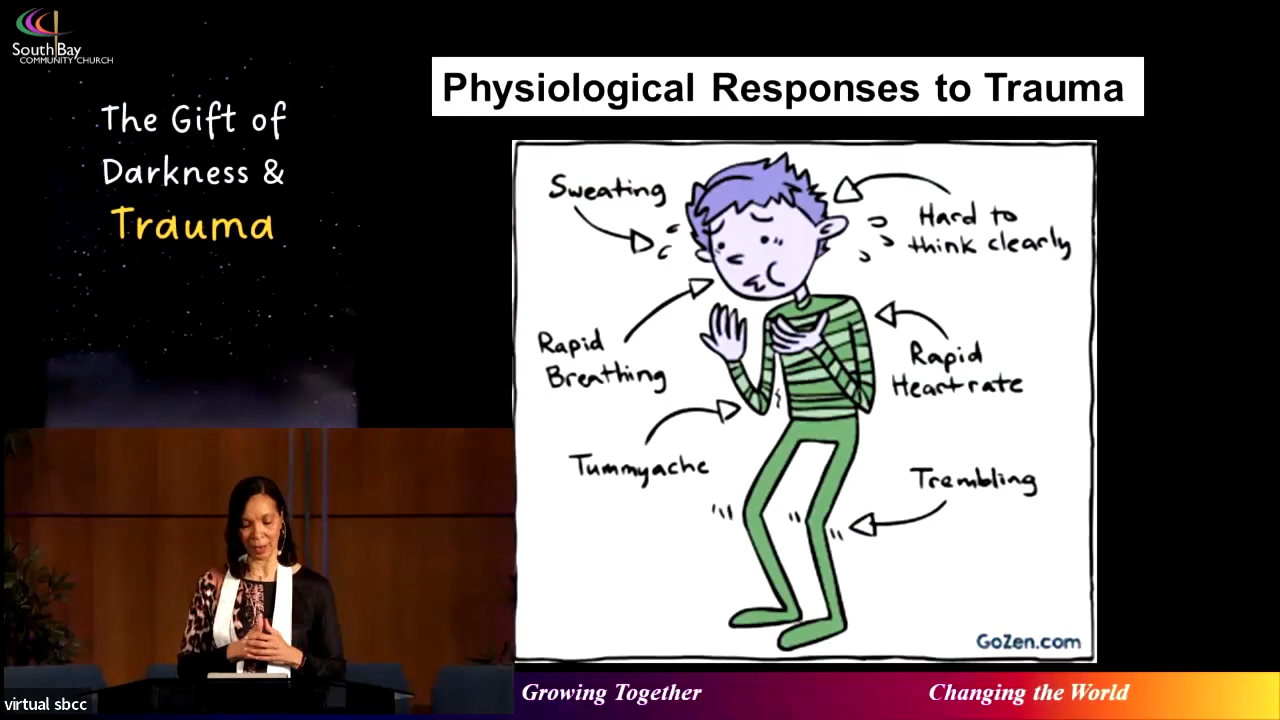 South Bay
COMMUNITY CHURCH
The Gift of
Darkness &
Trauma
Physiological Responses to Trauma
Sweating
Hard to
think clearly
Rapid
Breathing
Rapid
Heartrate
Tummyache
Trembling
GoZen.com
virtual sbcc
Growing Together
Changing the World